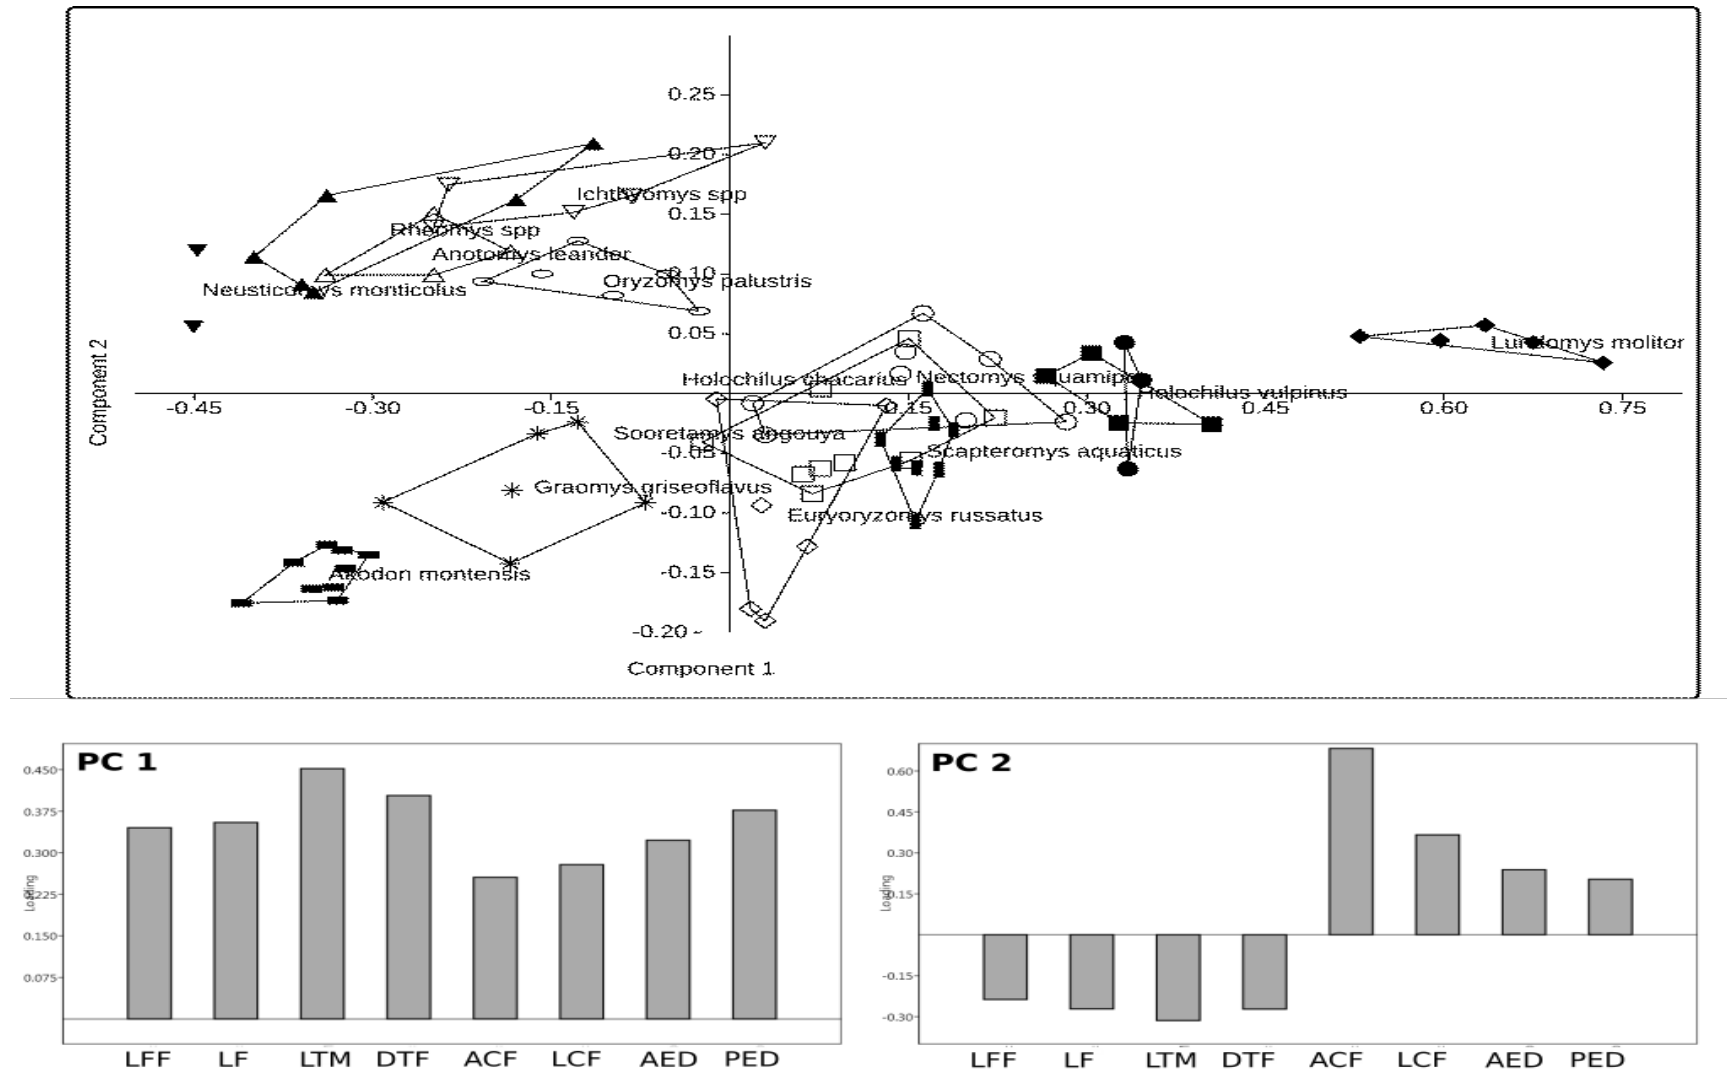 0.25
0.20
Ichthyomys spp
0.15
Rheomys spp
Anotomys leander
0.10
Oryzomys palustris
Neusticomys monticolus
0.05
Lundomys molitor
Component 2
Holochilus chacarius
Nectomys squamipes
Holochilus vulpinus
-0.45
-0.30
-0.15
0.15
0.30
0.45
0.60
0.75
Sooretamys angouya
-0.05
Scapteromys aquaticus
Graomys griseoflavus
-0.10
Euryoryzomys russatus
-0.15
Akodon montensis
-0.20
Component 1
PC 1
0.450
0.375
0.300
0.225
0.150
0.075
Loading
LFF LF LTM DTF ACF LCF AED PED
PC 2
0.60
0.45
0.30
0.15
-0.15
-0.30
Loading
LFF LF LTM DTF ACF LCF AED PED